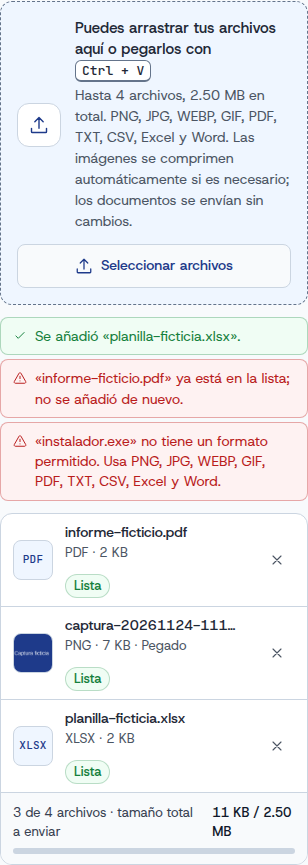 Puedes arrastrar tus archivos
aquí o pegarlos con
Ctrl + V
Hasta 4 archivos, 2.50 MB en
total. PNG, JPG, WEBP, GIF, PDF,
TXT, CSV, Excel y Word. Las
imágenes se comprimen
automáticamente si es necesario;
los documentos se envían sin
cambios.
Seleccionar archivos
Se añadió «planilla-ficticia.xlsx».
«informe-ficticio.pdf» ya está en la lista;
no se añadió de nuevo.
«instalador.exe» no tiene un formato
permitido. Usa PNG, JPG, WEBP, GIF,
PDF, TXT, CSV, Excel y Word.
PDF
informe-ficticio.pdf
PDF · 2 KB
Lista
Captura ficticia
captura-20261124-111...
PNG · 7 KB · Pegado
Lista
XLSX
planilla-ficticia.xlsx
XLSX · 2 KB
Lista
3 de 4 archivos · tamaño total
a enviar
11 KB / 2.50
MB